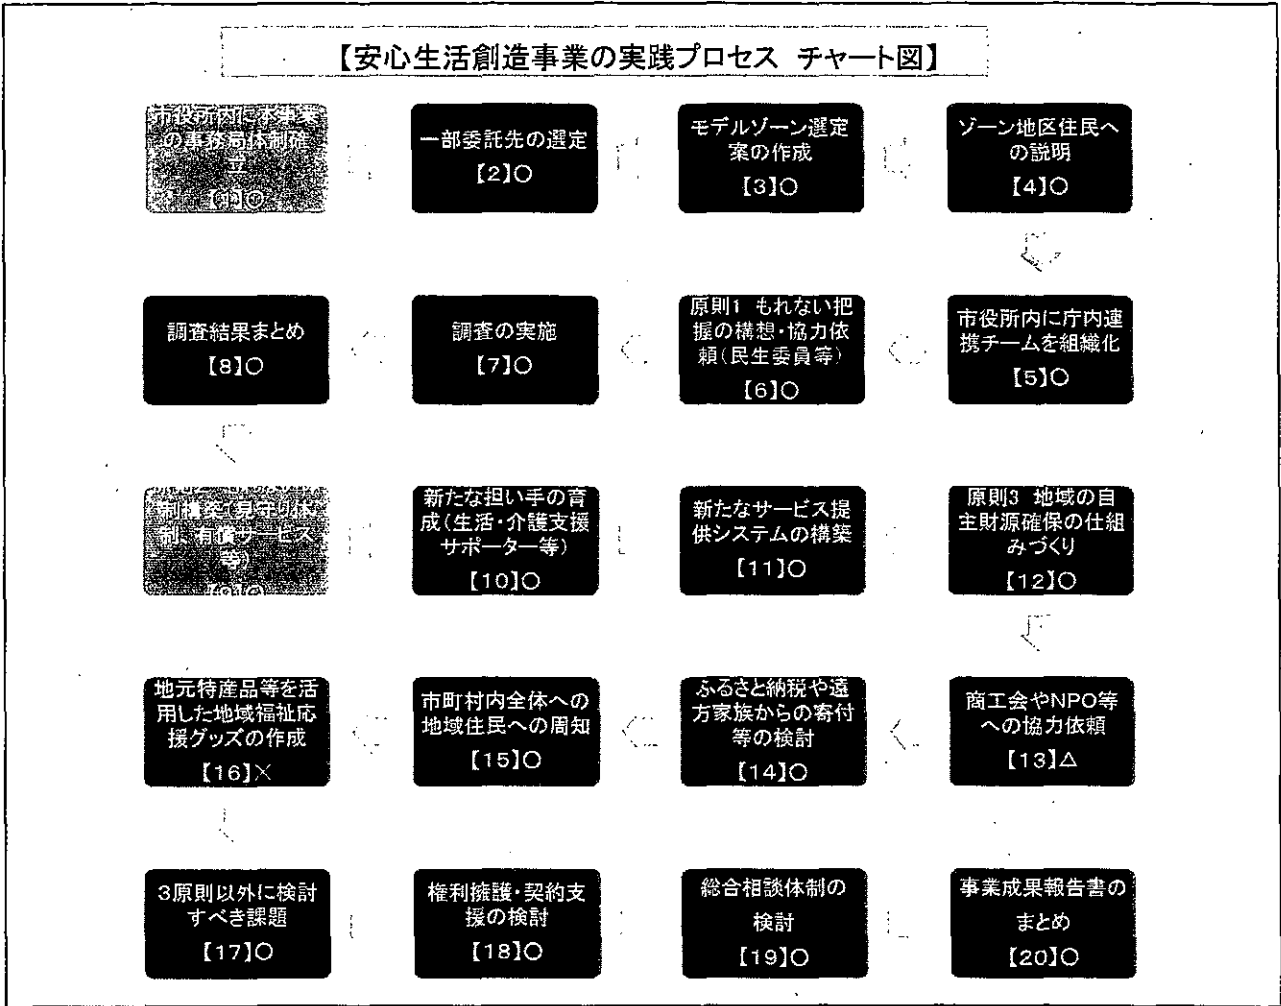 【安心生活創造事業の実践プロセス チャート図】
市役所内に本事業
の事務局体制確
立
【1】○
一部委託先の選定
【2】○
モデルゾーン選定
案の作成
【3】○
ゾーン地区住民へ
の説明
【4】○
調査結果まとめ
【8】○
調査の実施
【7】○
原則1 もれない把
握の構想・協力依
頼(民生委員等)
【6】○
市役所内に庁内連
携チームを組織化
【5】○
制構築(見守り体
制、有償サービス
等)
【9】○
新たな担い手の育
成(生活・介護支援
サポーター等)
【10】○
新たなサービス提
供システムの構築
【11】○
原則3 地域の自
主財源確保の仕組
みづくり
【12】○
地元特産品等を活
用した地域福祉応
援グッズの作成
【16】×
市町村内全体への
地域住民への周知
【15】○
ふるさと納税や遠
方家族からの寄付
等の検討
【14】○
商工会やNPO等
への協力依頼
【13】△
3原則以外に検討
すべき課題
【17】○
権利擁護・契約支
援の検討
【18】○
総合相談体制の
検討
【19】○
事業成果報告書の
まとめ
【20】○